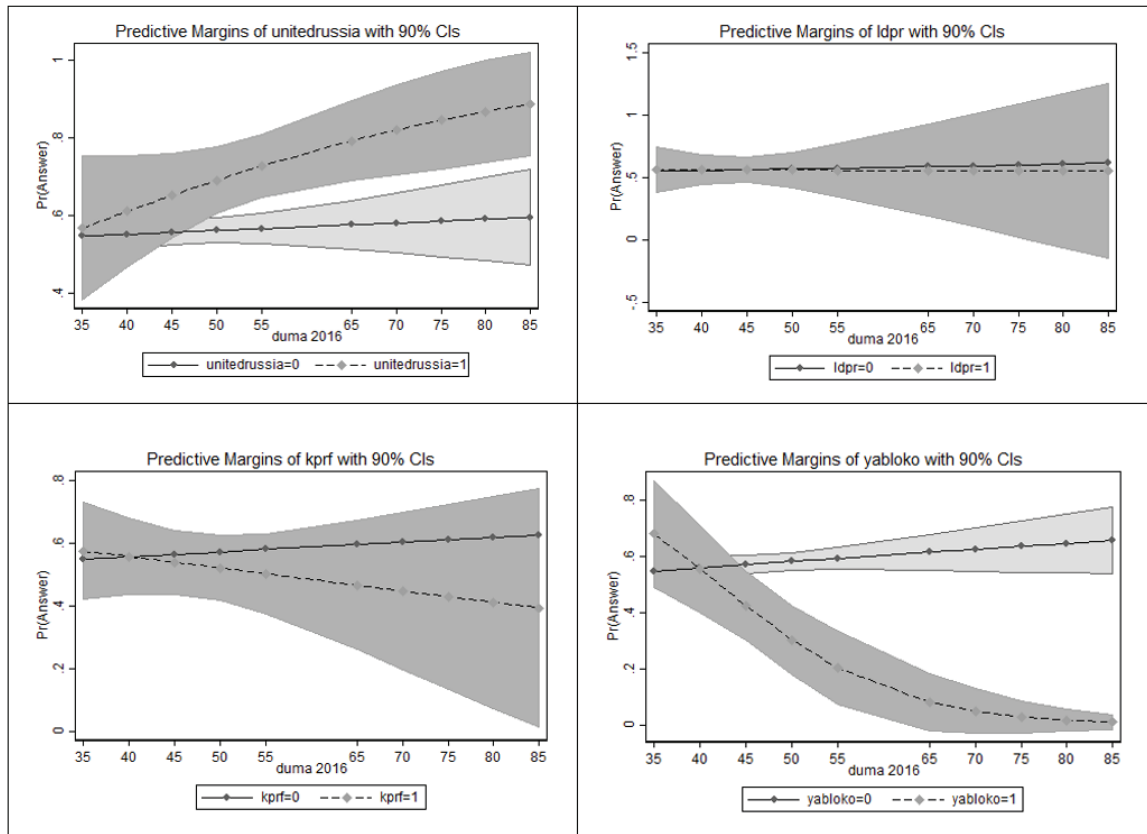 Predictive Margins of unitedrussia with 90% CIs
Pr(Answer)
1
.8
.6
.4
35 40 45 50 55 65 70 75 80 85
duma 2016
unitedrussia=0 unitedrussia=1
Predictive Margins of ldpr with 90% CIs
Pr(Answer)
1.5
1
.5
0
-.5
35 40 45 50 55 65 70 75 80 85
duma 2016
ldpr=0 ldpr=1
Predictive Margins of kprf with 90% CIs
Pr(Answer)
.8
.6
.4
.2
0
35 40 45 50 55 65 70 75 80 85
duma 2016
kprf=0 kprf=1
Predictive Margins of yabloko with 90% CIs
Pr(Answer)
.8
.6
.4
.2
0
35 40 45 50 55 65 70 75 80 85
duma 2016
yabloko=0 yabloko=1